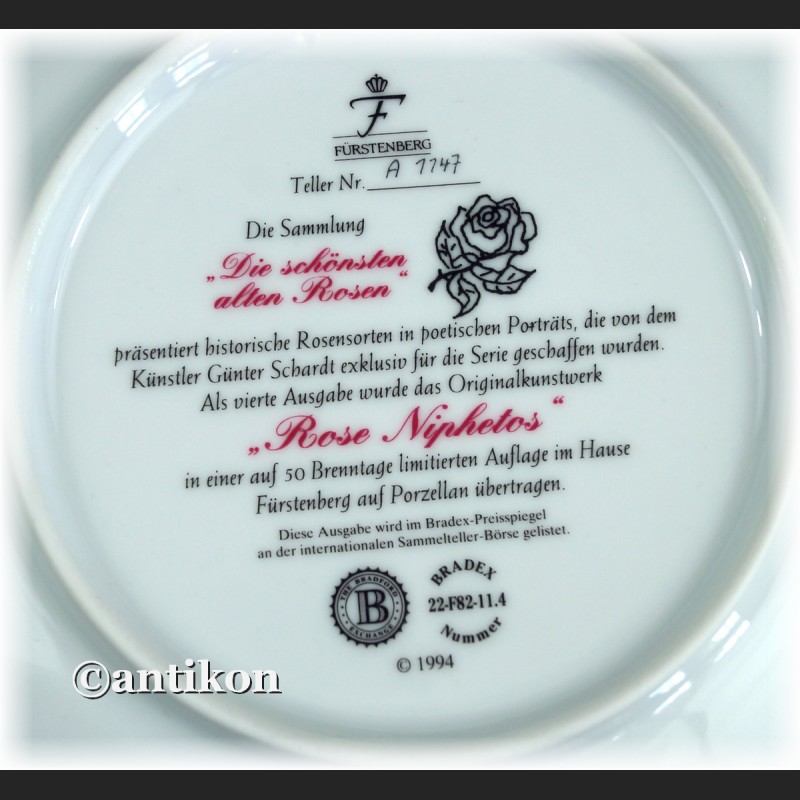 F
FÜRSTENBERG
Teller Nr. A 1147
Die Sammlung
„Die schönsten
alten Rosen“
präsentiert historische Rosensorten in poetischen Porträts, die von dem
Künstler Günter Schardt exklusiv für die Serie geschaffen wurden.
Als vierte Ausgabe wurde das Originalkunstwerk
„Rose Niphetos“
in einer auf 50 Brenntage limitierten Auflage im Hause
Fürstenberg auf Porzellan übertragen.
Diese Ausgabe wird im Bradex-Preisspiegel
an der internationalen Sammelteller-Börse gelistet.
THE BRADFORD
B
EXCHANGE
BRADEX
22-F82-11.4
Nummer
© 1994
©antikon